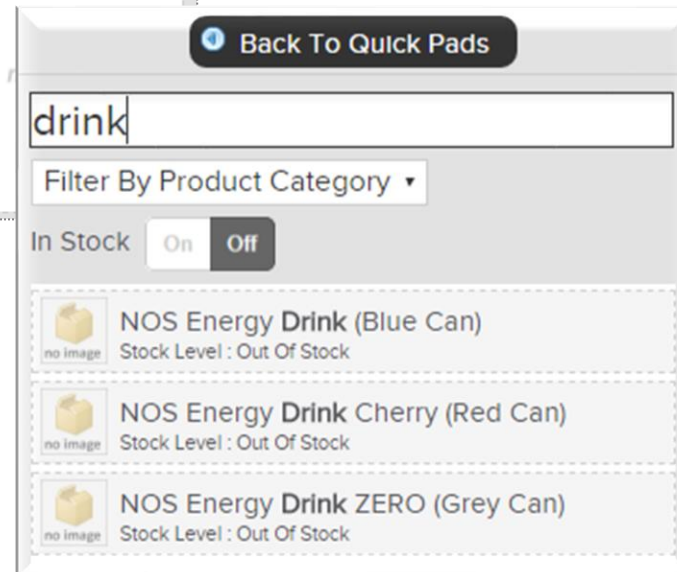 Back To Quick Pads
drink
Filter By Product Category
In Stock On Off
NOS Energy Drink (Blue Can)
no image Stock Level : Out Of Stock
NOS Energy Drink Cherry (Red Can)
no image Stock Level : Out Of Stock
NOS Energy Drink ZERO (Grey Can)
no image Stock Level : Out Of Stock